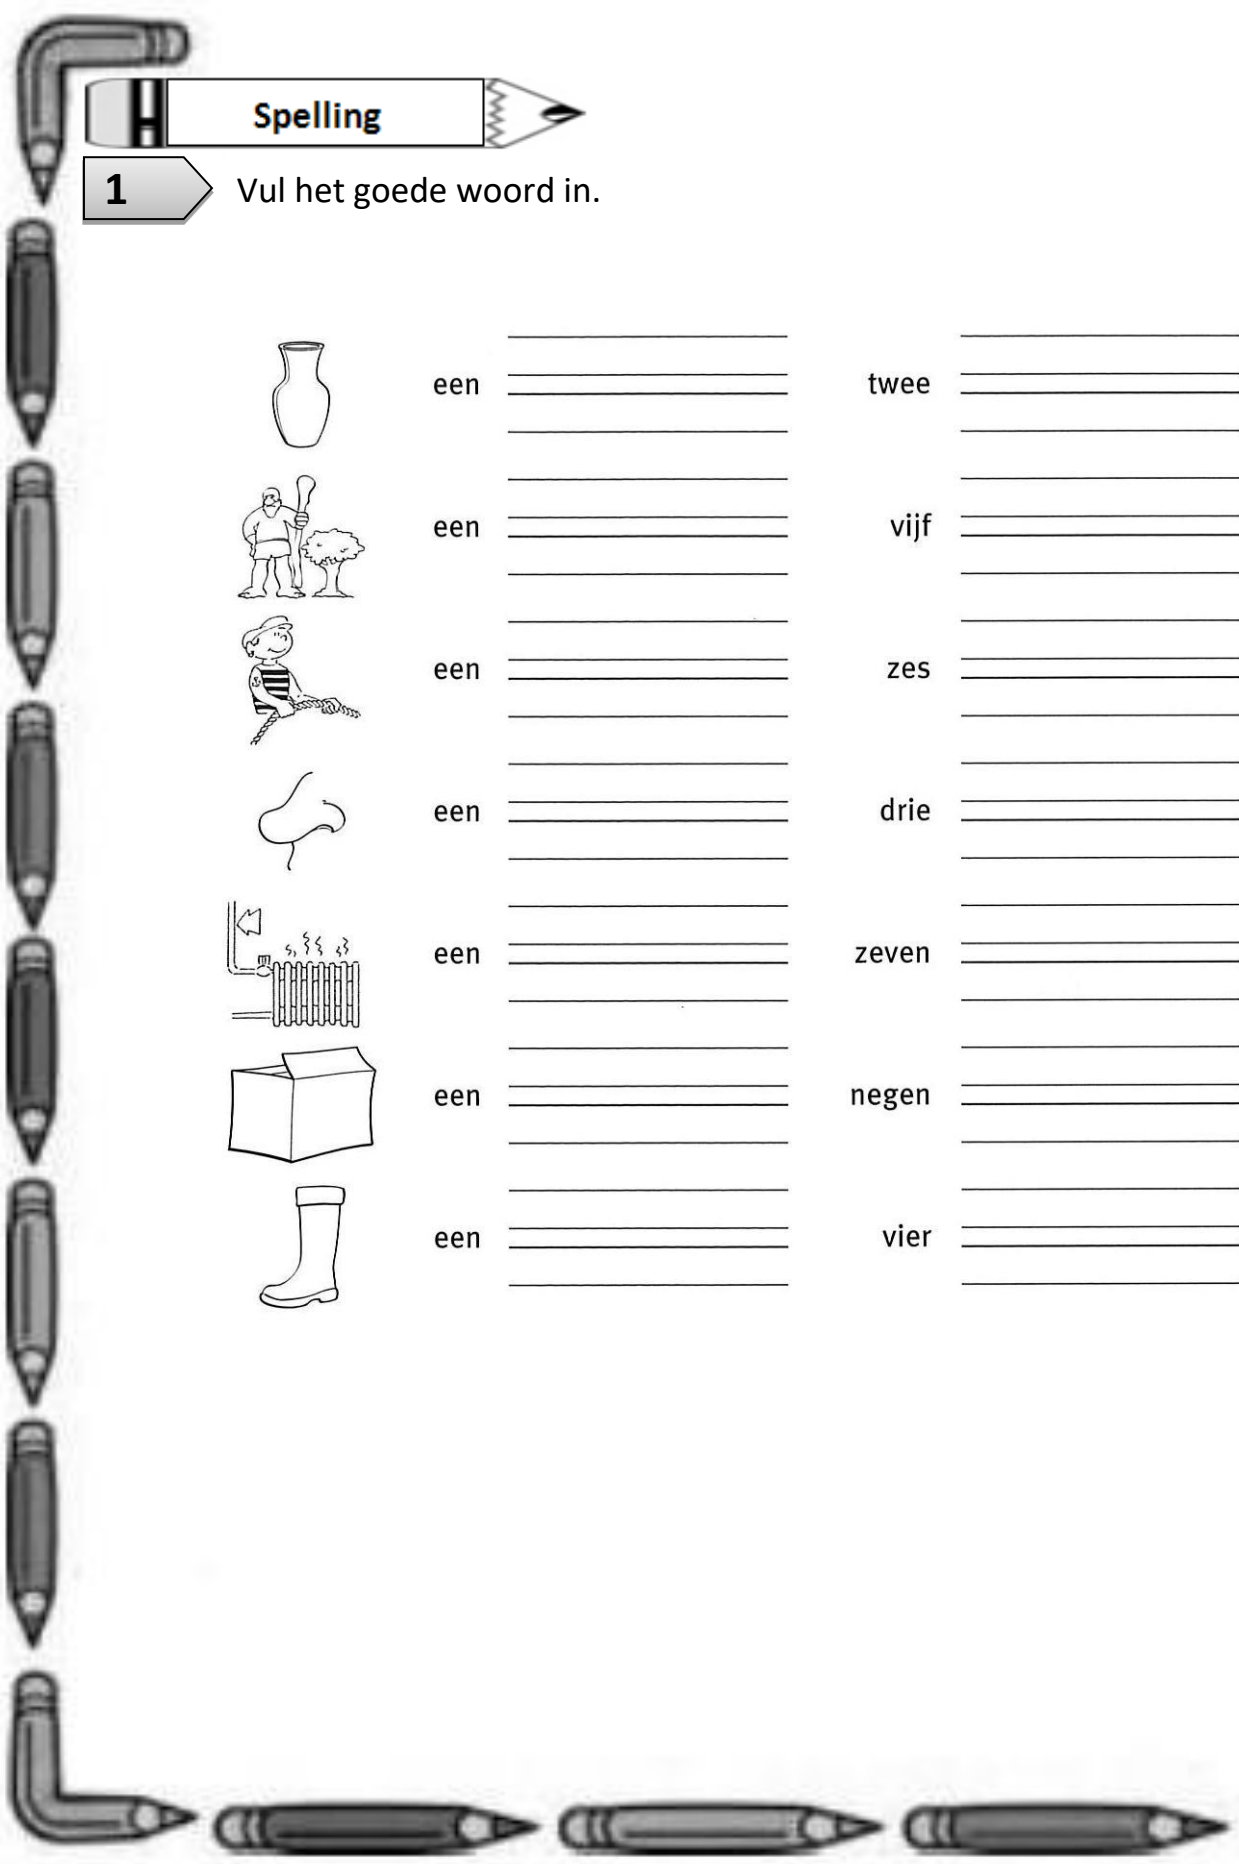 Spelling
1 Vul het goede woord in.
een twee
een vijf
een zes
een drie
een zeven
een negen
een vier